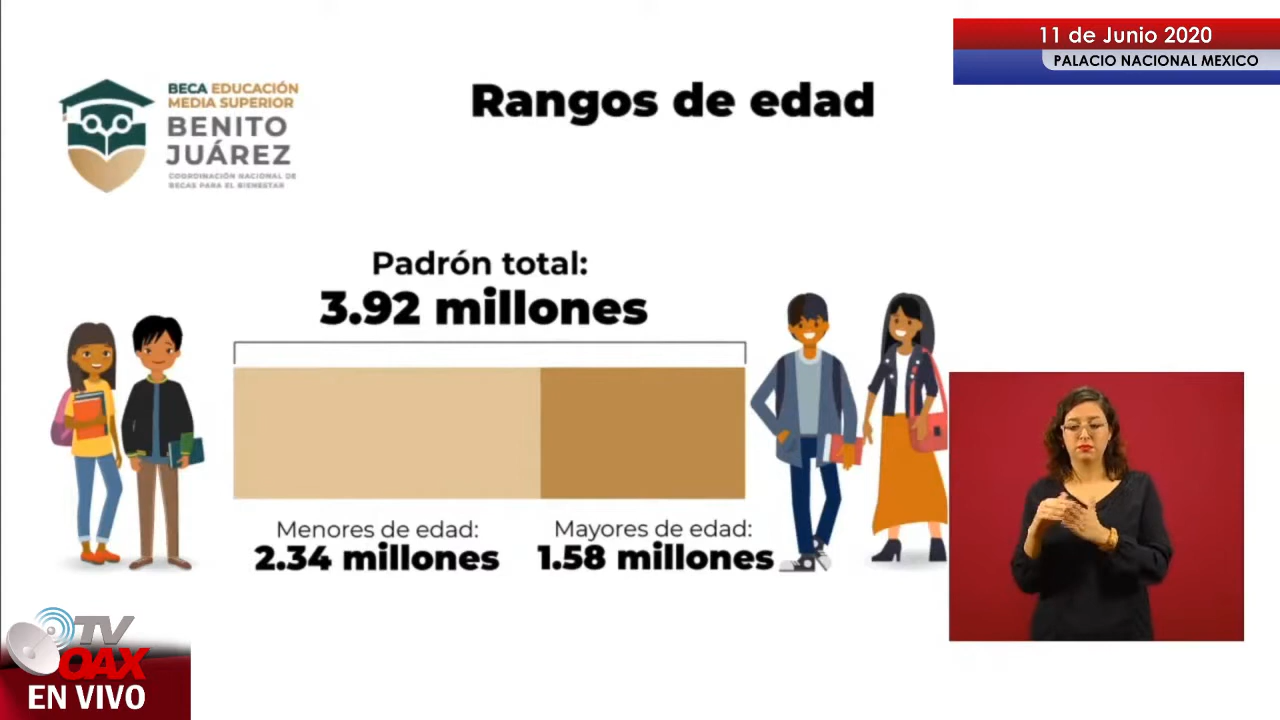 11 de Junio 2020
PALACIO NACIONAL MEXICO
BECA EDUCACIÓN
MEDIA SUPERIOR
BENITO
JUÁREZ
COORDINACIÓN NACIONAL DE
BECAS PARA EL BIENESTAR
Rangos de edad
Padrón total:
3.92 millones
Menores de edad:
2.34 millones
Mayores de edad:
1.58 millones
TV
OAX
EN VIVO